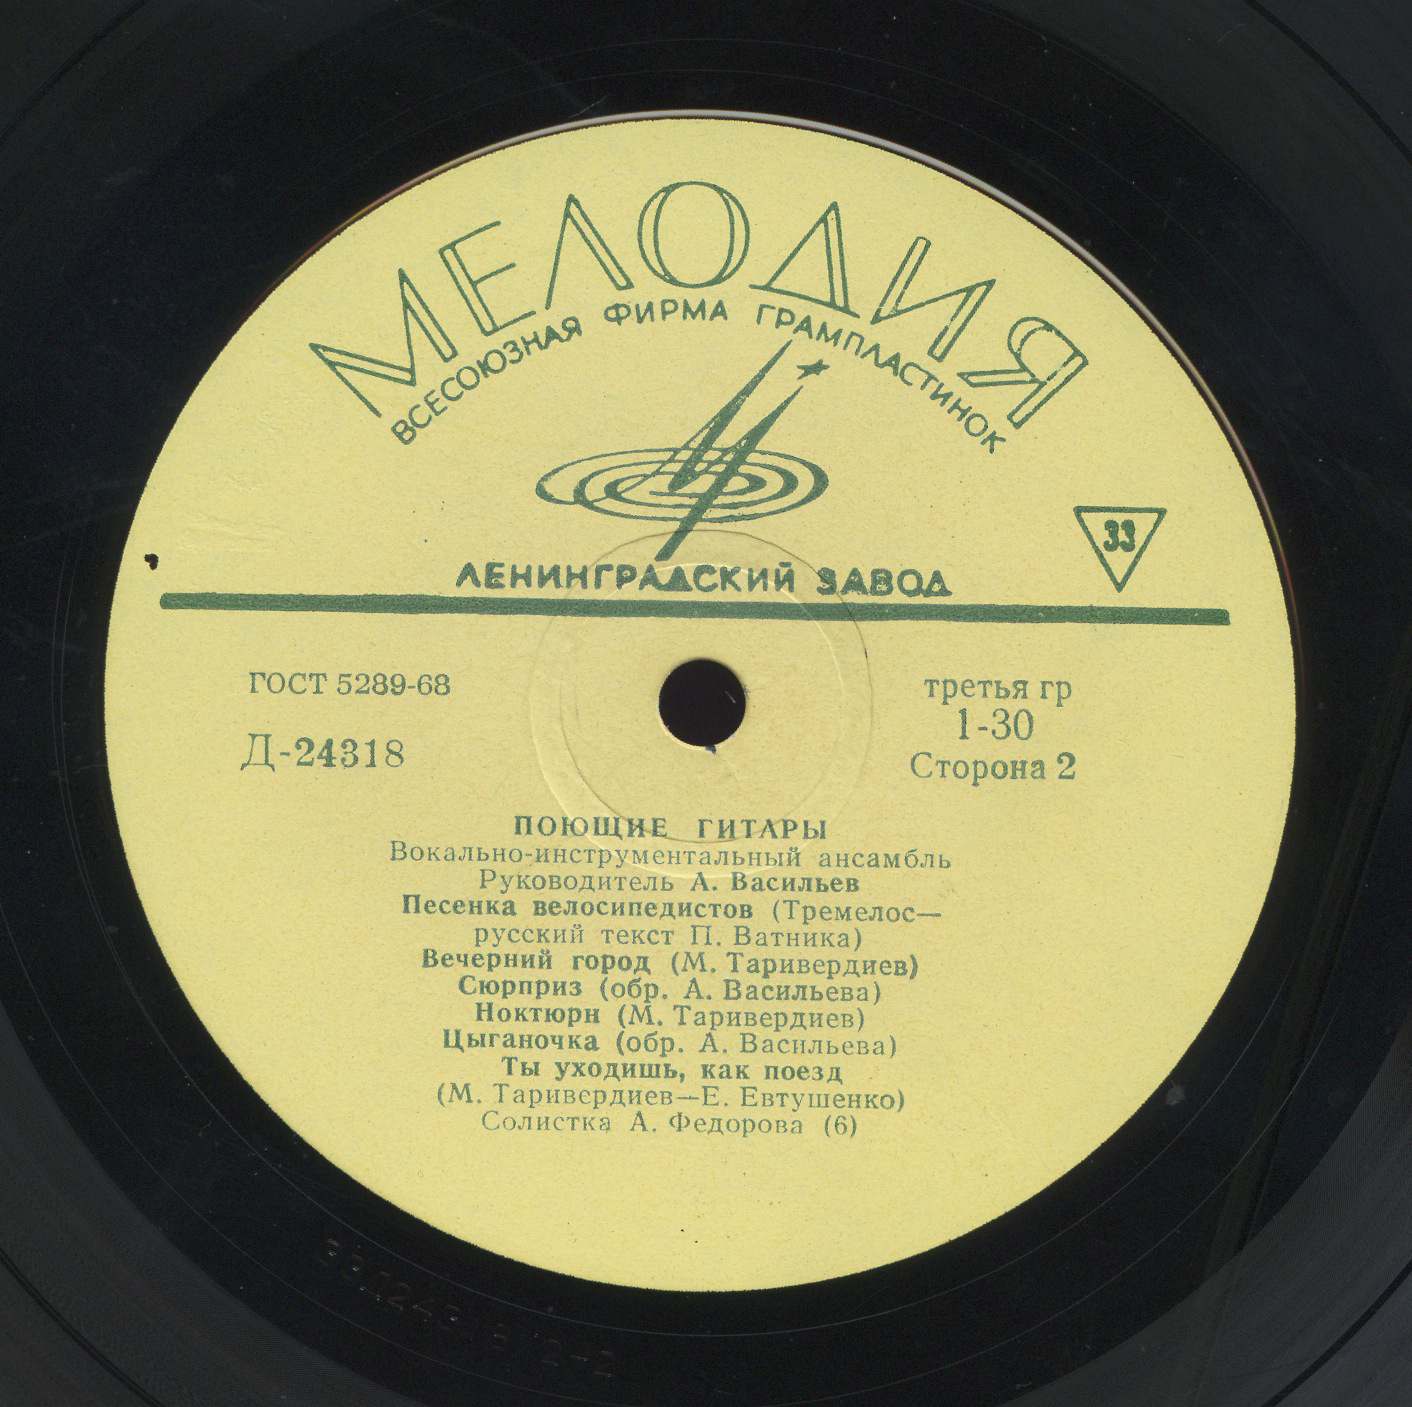 МЕЛОДИЯ
ВСЕСОЮЗНАЯ ФИРМА ГРАМПЛАСТИНОК
33
ЛЕНИНГРАДСКИЙ ЗАВОД
ГОСТ 5289-68
третья гр
Д-24318
1-30
Сторона 2
ПОЮЩИЕ ГИТАРЫ
Вокально-инструментальный ансамбль
Руководитель А. Васильев
Песенка велосипедистов (Тремелос—
русский текст П. Ватника)
Вечерний город (М. Таривердиев)
Сюрприз (обр. А. Васильева)
Ноктюрн (М. Таривердиев)
Цыганочка (обр. А. Васильева)
Ты уходишь, как поезд
(М. Таривердиев—Е. Евтушенко)
Солистка А. Федорова (6)